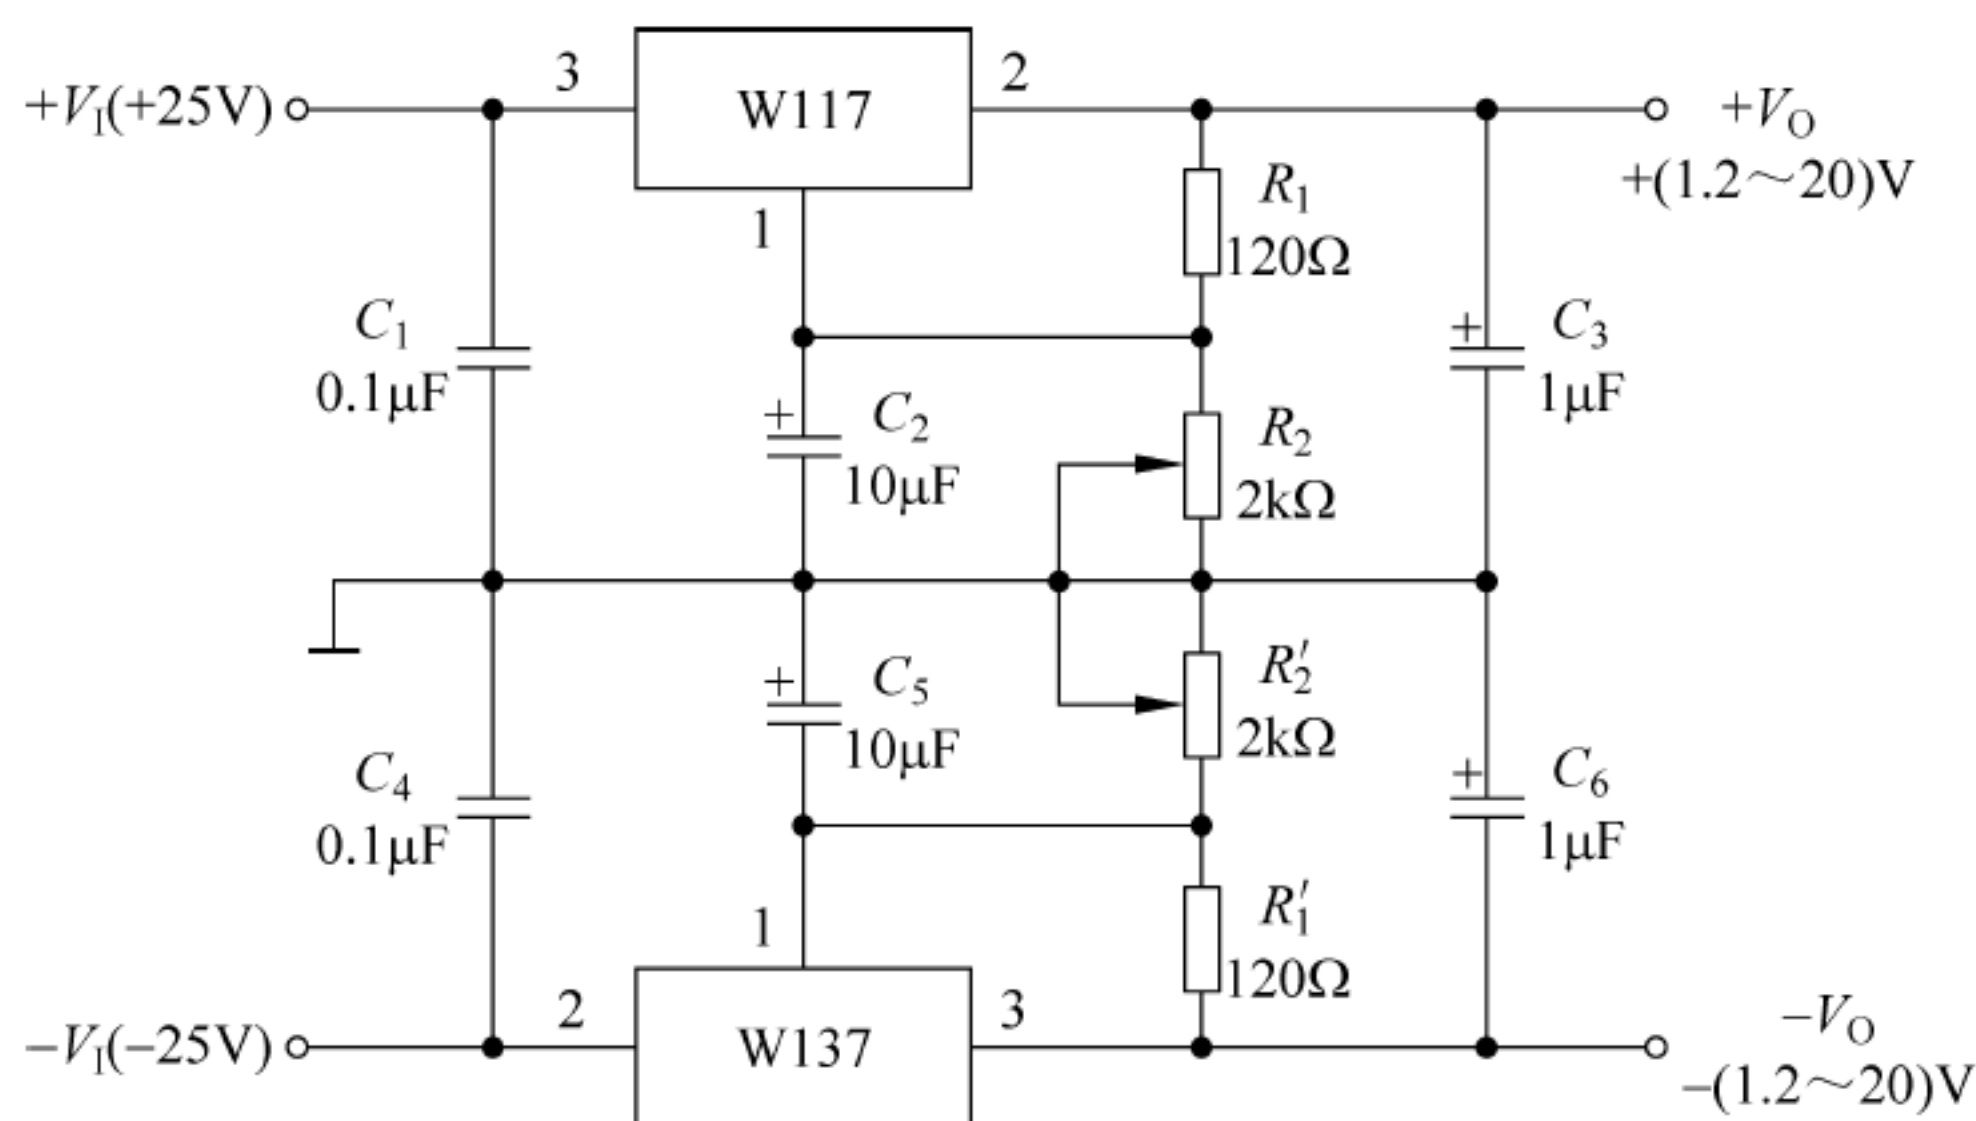 3
2
+V_I(+25V)
W117
+V_O
+(1.2～20)V
1
R_1
120Ω
C_1
0.1μF
+
C_2
10μF
R_2
2kΩ
+
C_3
1μF
+
C_5
10μF
R'_2
2kΩ
C_4
0.1μF
+
C_6
1μF
1
R'_1
120Ω
2
3
−V_I(−25V)
W137
−V_O
−(1.2～20)V